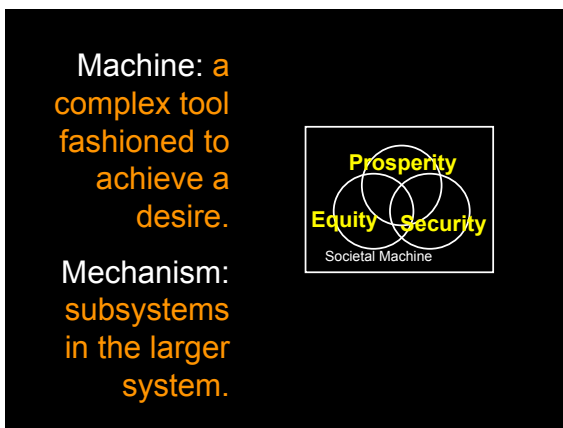 Machine: a
complex tool
fashioned to
achieve a
desire.
Mechanism:
subsystems
in the larger
system.
Prosperity
Equity Security
Societal Machine